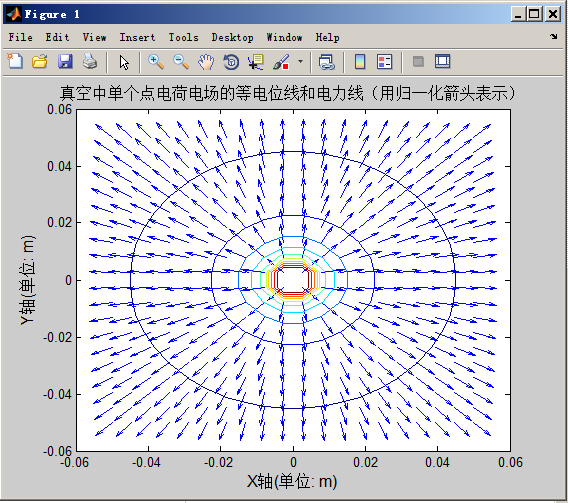 Figure 1
File Edit View Insert Tools Desktop Window Help
真空中单个点电荷电场的等电位线和电力线（用归一化箭头表示）
0.06
0.04
0.02
0
-0.02
-0.04
-0.06
Y轴(单位: m)
-0.06 -0.04 -0.02 0 0.02 0.04 0.06
X轴(单位: m)